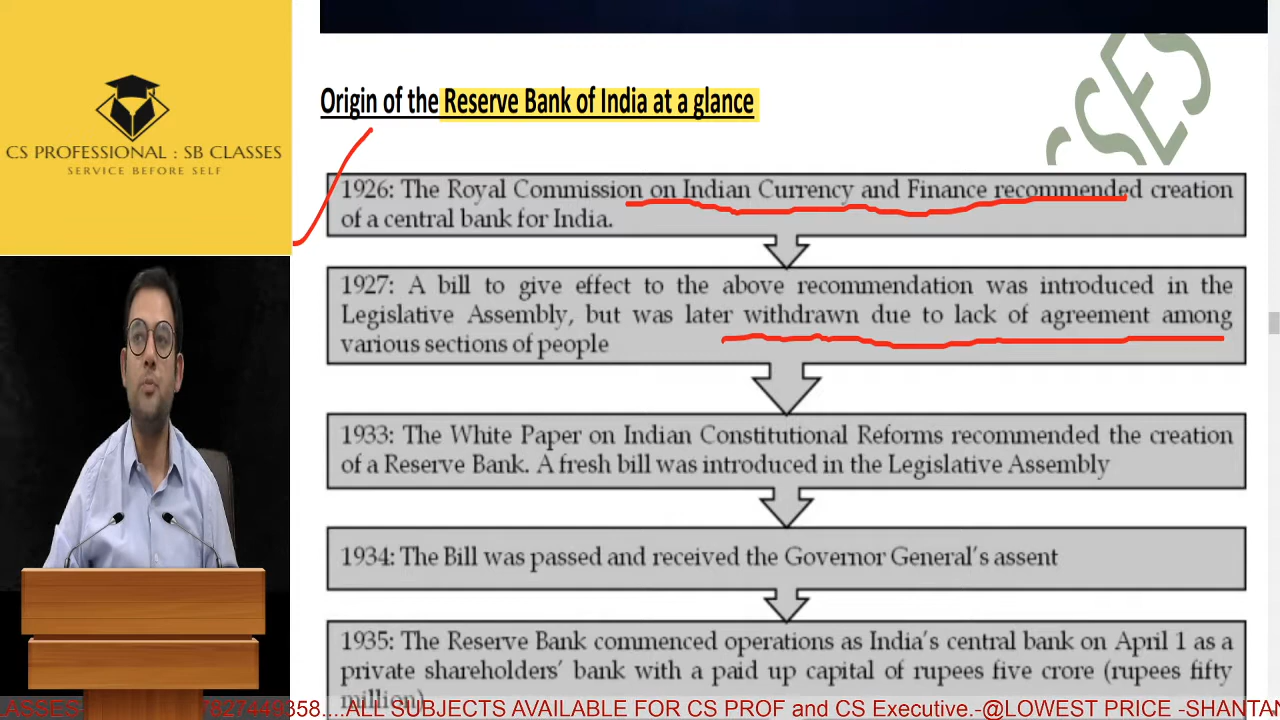 CS PROFESSIONAL : SB CLASSES
SERVICE BEFORE SELF
SES
Origin of the Reserve Bank of India at a glance
1926: The Royal Commission on Indian Currency and Finance recommended creation
of a central bank for India.
1927: A bill to give effect to the above recommendation was introduced in the
Legislative Assembly, but was later withdrawn due to lack of agreement among
various sections of people
1933: The White Paper on Indian Constitutional Reforms recommended the creation
of a Reserve Bank. A fresh bill was introduced in the Legislative Assembly
1934: The Bill was passed and received the Governor General's assent
1935: The Reserve Bank commenced operations as India's central bank on April 1 as a
private shareholders' bank with a paid up capital of rupees five crore (rupees fifty
million)
LASSES 7827449358....ALL SUBJECTS AVAILABLE FOR CS PROF and CS Executive.-@LOWEST PRICE -SHANTAN